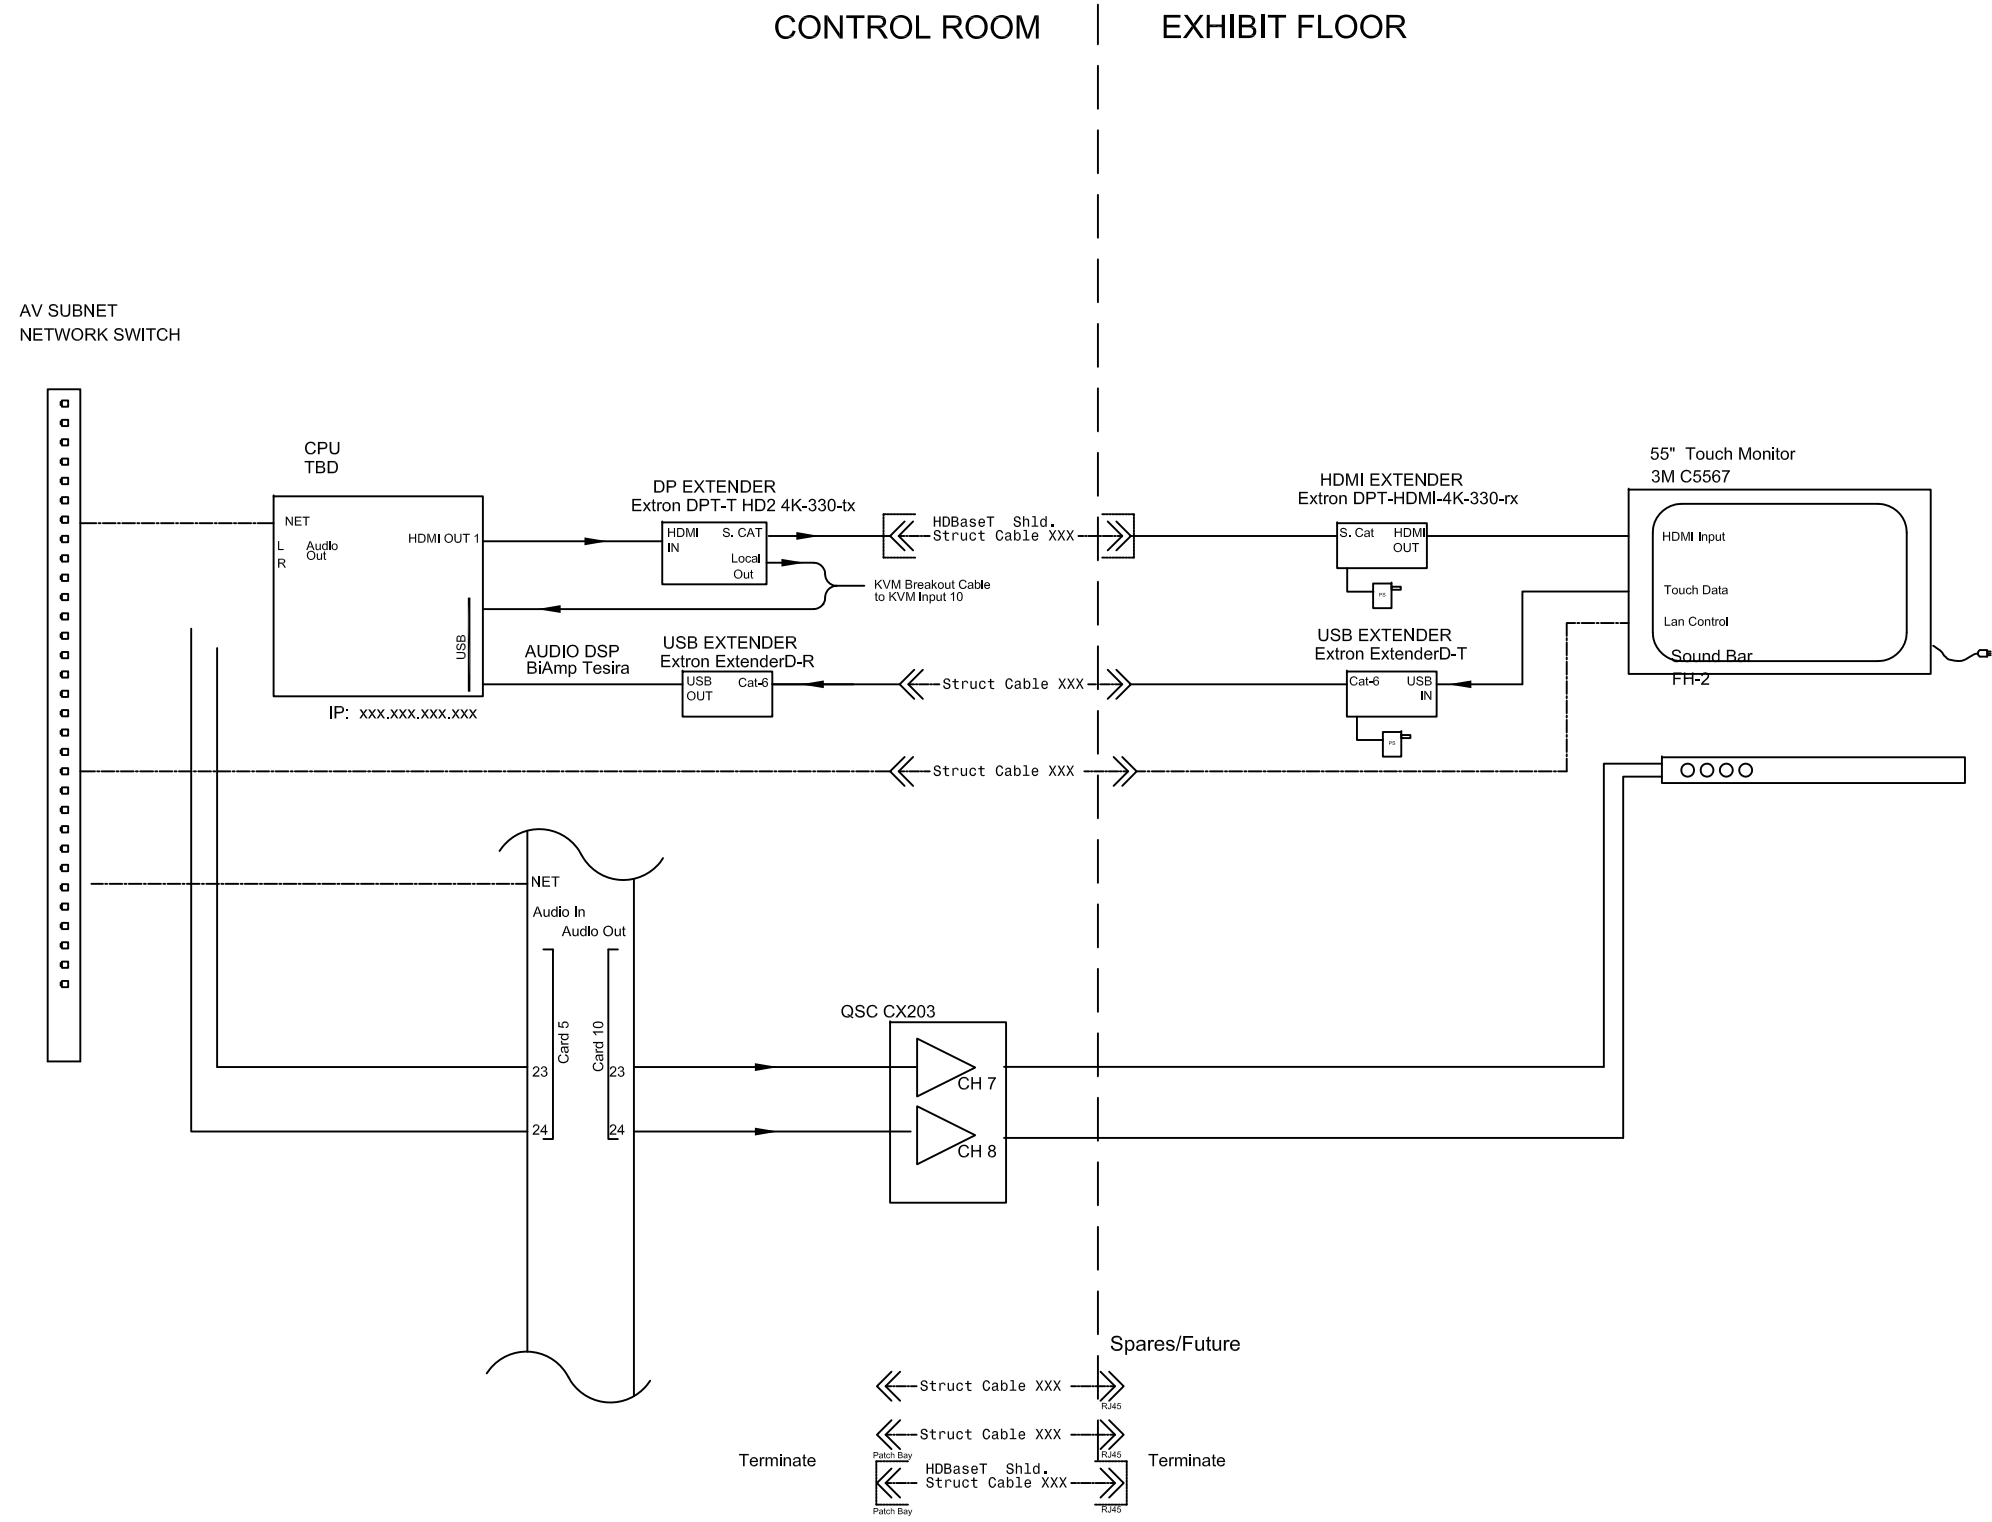 CONTROL ROOM
EXHIBIT FLOOR
AV SUBNET
NETWORK SWITCH
CPU
TBD
NET
L
R
Audio
Out
HDMI OUT 1
USB
IP: xxx.xxx.xxx.xxx
DP EXTENDER
Extron DPT-T HD2 4K-330-tx
HDMI
IN
S. CAT
Local
Out
KVM Breakout Cable
to KVM Input 10
HDBaseT Shld.
Struct Cable XXX
HDMI EXTENDER
Extron DPT-HDMI-4K-330-rx
S. Cat
HDMI
OUT
PS
55" Touch Monitor
3M C5567
HDMI Input
Touch Data
Lan Control
Sound Bar
FH-2
AUDIO DSP
BiAmp Tesira
USB EXTENDER
Extron ExtenderD-R
USB
OUT
Cat-6
Struct Cable XXX
USB EXTENDER
Extron ExtenderD-T
Cat-6
USB
IN
PS
Struct Cable XXX
NET
Audio In
Audio Out
Card 5
Card 10
23
23
24
24
QSC CX203
CH 7
CH 8
Spares/Future
Struct Cable XXX
RJ45
Struct Cable XXX
Patch Bay
RJ45
Terminate
Terminate
HDBaseT Shld.
Struct Cable XXX
Patch Bay
RJ45